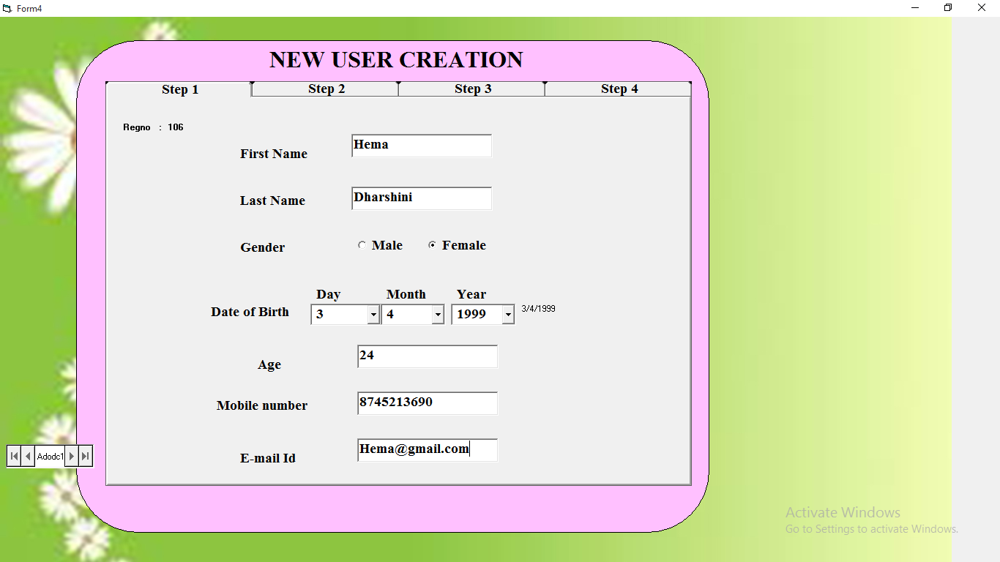 Form4
NEW USER CREATION
Step 1 Step 2 Step 3 Step 4
Regno : 106
First Name Hema
Last Name Dharshini
Gender Male Female
Day Month Year
Date of Birth 3 4 1999 3/4/1999
Age 24
Mobile number 8745213690
Adodc1
E-mail Id Hema@gmail.com
Activate Windows
Go to Settings to activate Windows.